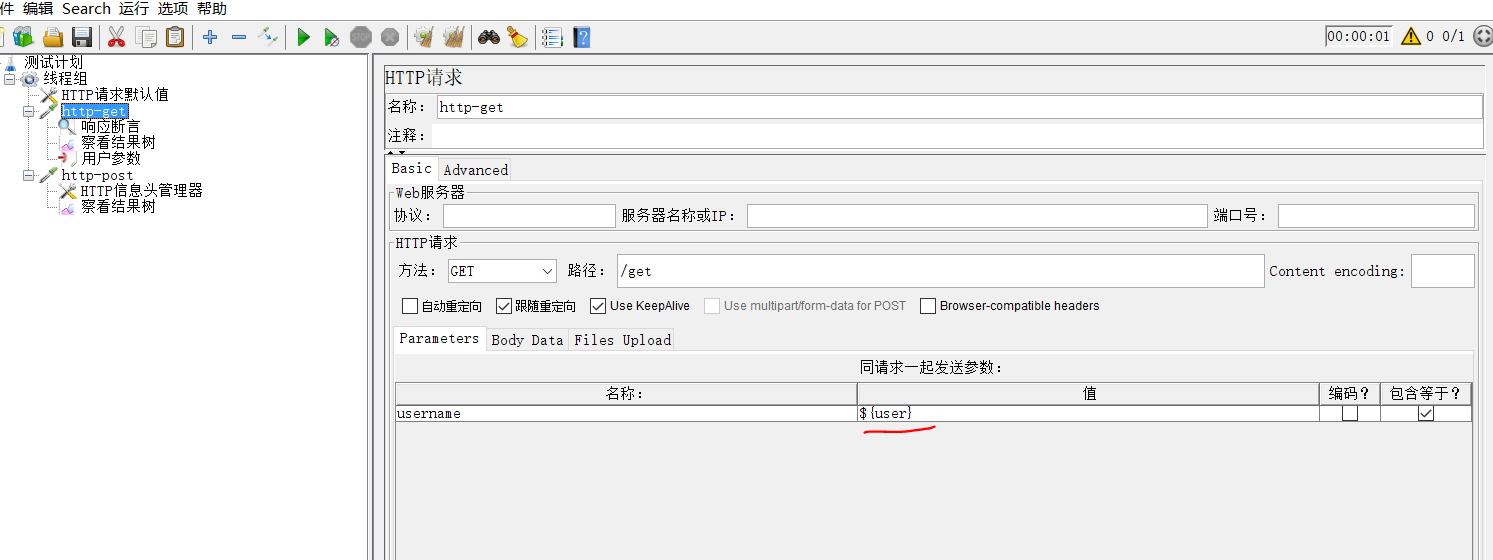 件 编辑 Search 运行 选项 帮助
STOP
00:00:01 0 0/1
测试计划
线程组
HTTP请求默认值
http-get
响应断言
察看结果树
用户参数
http-post
HTTP信息头管理器
察看结果树
HTTP请求
名称： http-get
注释：
Basic Advanced
Web服务器
协议： 服务器名称或IP： 端口号：
HTTP请求
方法： GET 路径： /get Content encoding:
自动重定向 跟随重定向 Use KeepAlive Use multipart/form-data for POST Browser-compatible headers
Parameters Body Data Files Upload
同请求一起发送参数：
名称： 值 编码？ 包含等于？
username ${user}